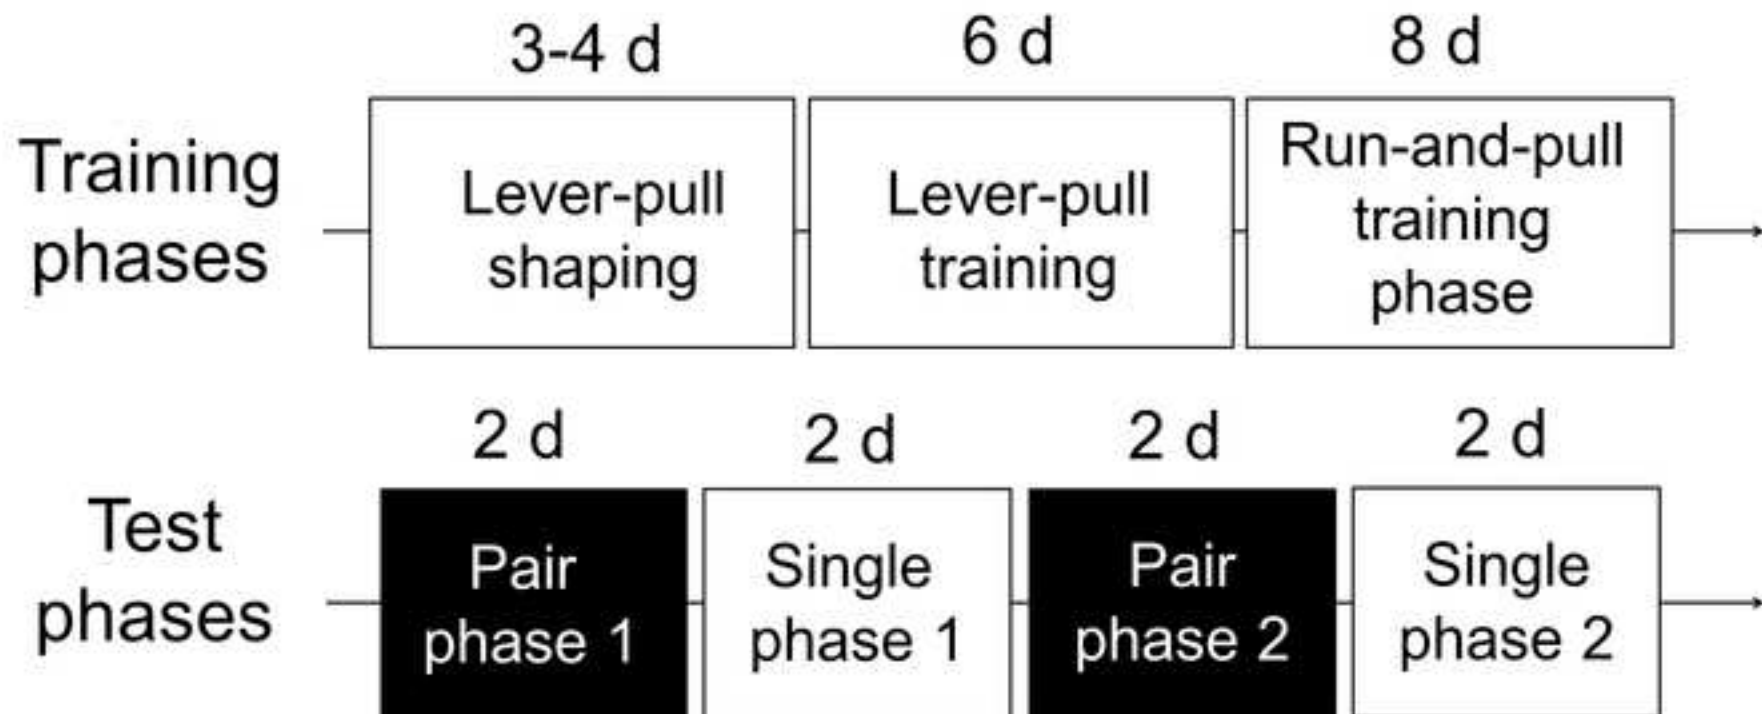 3-4 d
6 d
8 d
Training
phases
Lever-pull
shaping
Lever-pull
training
Run-and-pull
training
phase
2 d
2 d
2 d
2 d
Test
phases
Pair
phase 1
Single
phase 1
Pair
phase 2
Single
phase 2